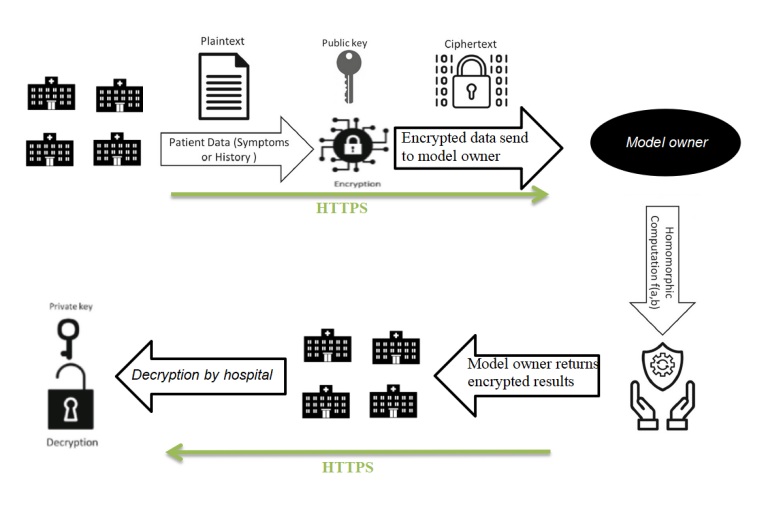 Plaintext
Public key
Ciphertext
Patient Data (Symptoms
or History )
Encryption
Encrypted data send
to model owner
Model owner
HTTPS
Homomorphic
Computation f(a,b)
Private key
Decryption
Decryption by hospital
Model owner returns
encrypted results
HTTPS